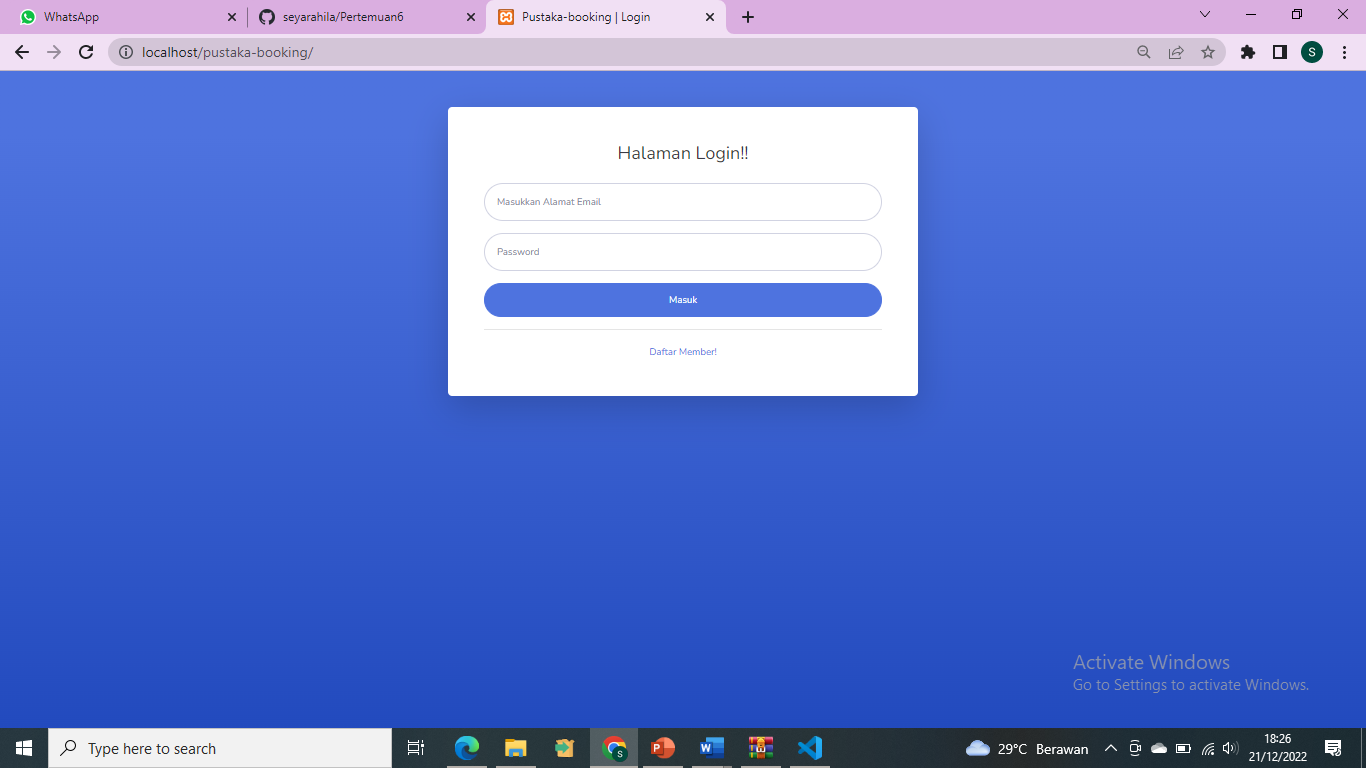 WhatsApp
seyarahila/Pertemuan6
Pustaka-booking | Login
localhost/pustaka-booking/
S
Halaman Login!!
Masukkan Alamat Email
Password
Masuk
Daftar Member!
Activate Windows
Go to Settings to activate Windows.
Type here to search
29°C Berawan
18:26
21/12/2022